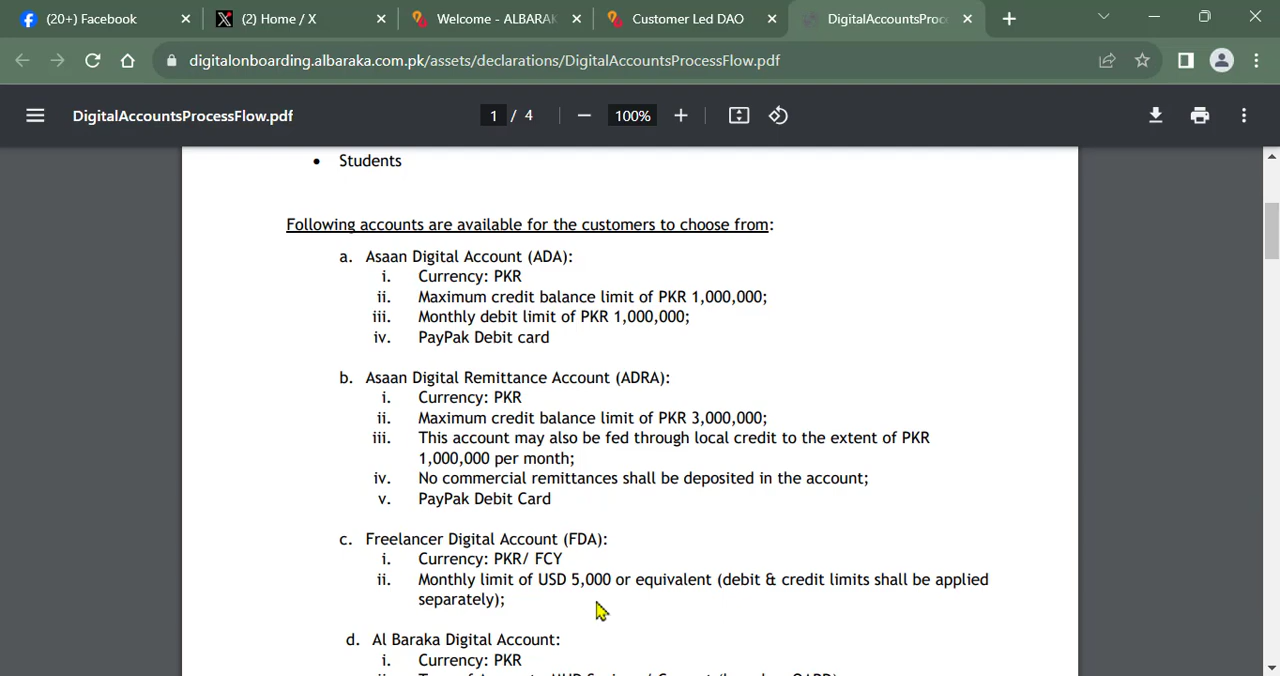 (20+) Facebook
(2) Home / X
Welcome - ALBARAK
Customer Led DAO
DigitalAccountsProc
digitalonboarding.albaraka.com.pk/assets/declarations/DigitalAccountsProcessFlow.pdf
DigitalAccountsProcessFlow.pdf
1 / 4
100%
• Students
Following accounts are available for the customers to choose from:
a. Asaan Digital Account (ADA):
i. Currency: PKR
ii. Maximum credit balance limit of PKR 1,000,000;
iii. Monthly debit limit of PKR 1,000,000;
iv. PayPak Debit card
b. Asaan Digital Remittance Account (ADRA):
i. Currency: PKR
ii. Maximum credit balance limit of PKR 3,000,000;
iii. This account may also be fed through local credit to the extent of PKR
1,000,000 per month;
iv. No commercial remittances shall be deposited in the account;
v. PayPak Debit Card
c. Freelancer Digital Account (FDA):
i. Currency: PKR/ FCY
ii. Monthly limit of USD 5,000 or equivalent (debit & credit limits shall be applied
separately);
d. Al Baraka Digital Account:
i. Currency: PKR